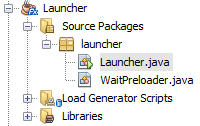 Launcher
Source Packages
launcher
Launcher.java
WaitPreloader.java
Load Generator Scripts
Libraries